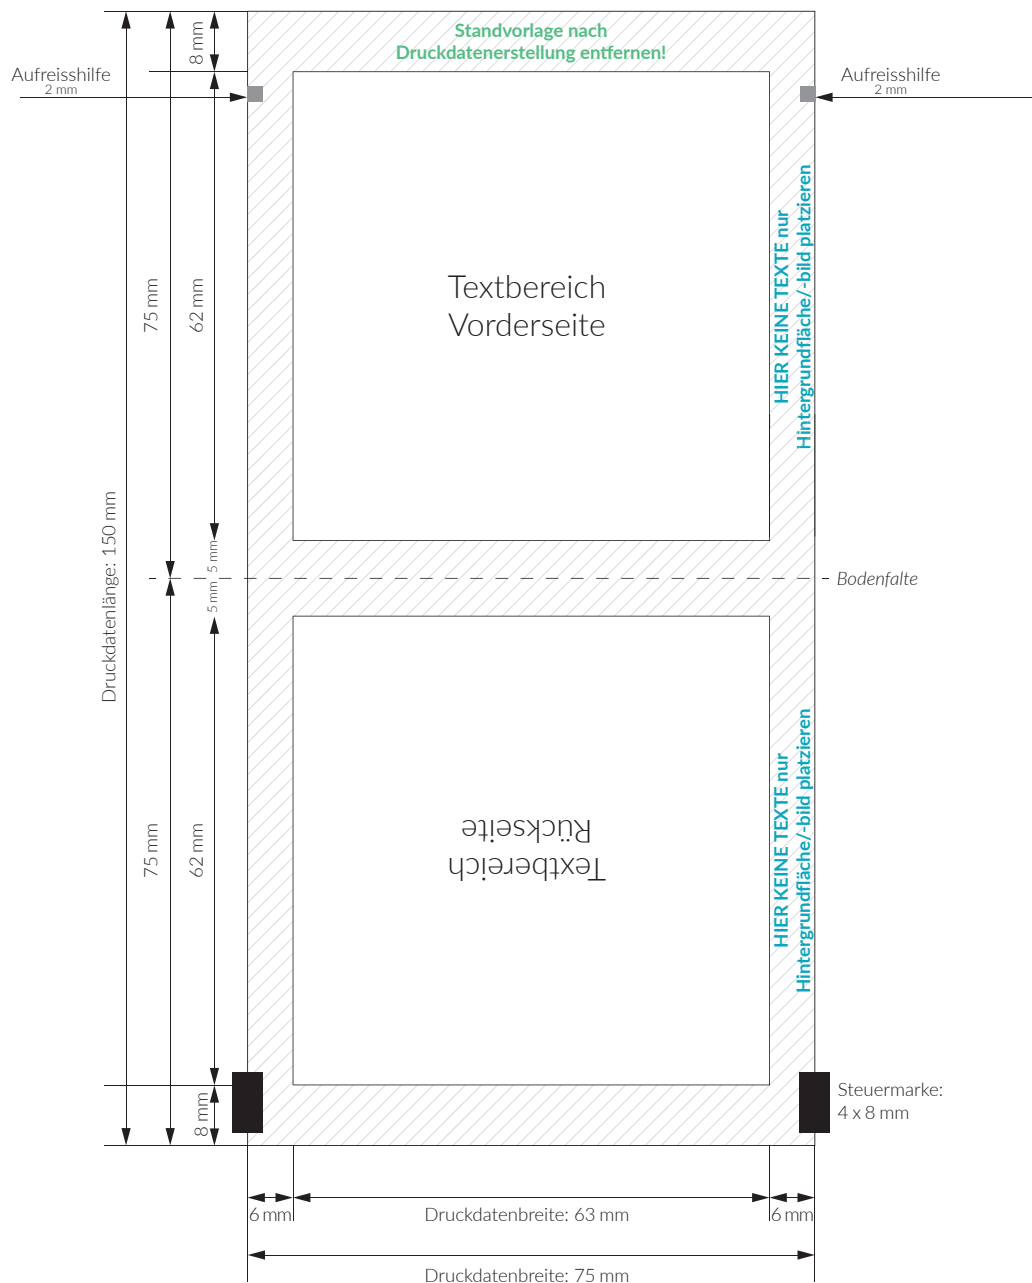 Standvorlage nach
Druckdatenerstellung entfernen!
8 mm
Aufreisshilfe
2 mm
Aufreisshilfe
2 mm
HIER KEINE TEXTE nur
Hintergrundfläche/-bild platzieren
Textbereich
Vorderseite
75 mm
62 mm
Druckdatenlänge: 150 mm
5 mm
5 mm
Bodenfalte
HIER KEINE TEXTE nur
Hintergrundfläche/-bild platzieren
Textbereich
Rückseite
75 mm
62 mm
8 mm
Steuermarke:
4 x 8 mm
6 mm
Druckdatenbreite: 63 mm
6 mm
Druckdatenbreite: 75 mm